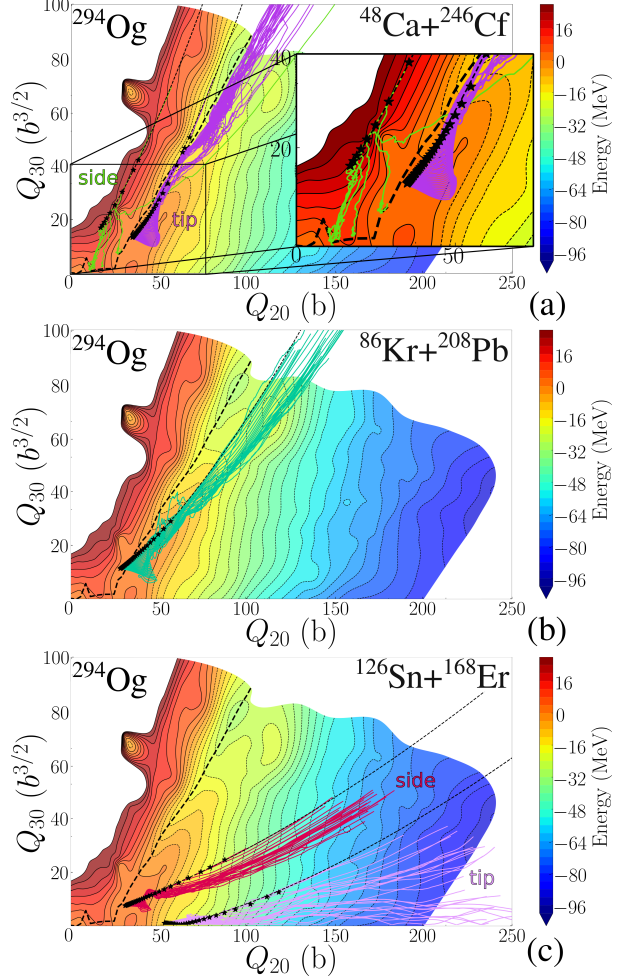 ²⁹⁴Og ⁴⁸Ca+²⁴⁶Cf
100
80
60
40
20
0
Q₃₀ (b^{3/2})
side
tip
40
20
0
50
0 50 100 150 200 250
Q₂₀ (b)
16
0
−16
−32
−48
−64
−80
−96
Energy (MeV)
(a)
²⁹⁴Og ⁸⁶Kr+²⁰⁸Pb
100
80
60
40
20
0
Q₃₀ (b^{3/2})
0 50 100 150 200 250
Q₂₀ (b)
16
0
−16
−32
−48
−64
−80
−96
Energy (MeV)
(b)
²⁹⁴Og ¹²⁶Sn+¹⁶⁸Er
100
80
60
40
20
0
Q₃₀ (b^{3/2})
side
tip
0 50 100 150 200 250
Q₂₀ (b)
16
0
−16
−32
−48
−64
−80
−96
Energy (MeV)
(c)